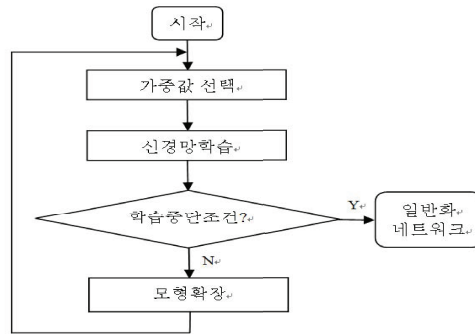 시작
가중값 선택
신경망학습
학습중단조건?
Y
일반화
네트워크
N
모형확장